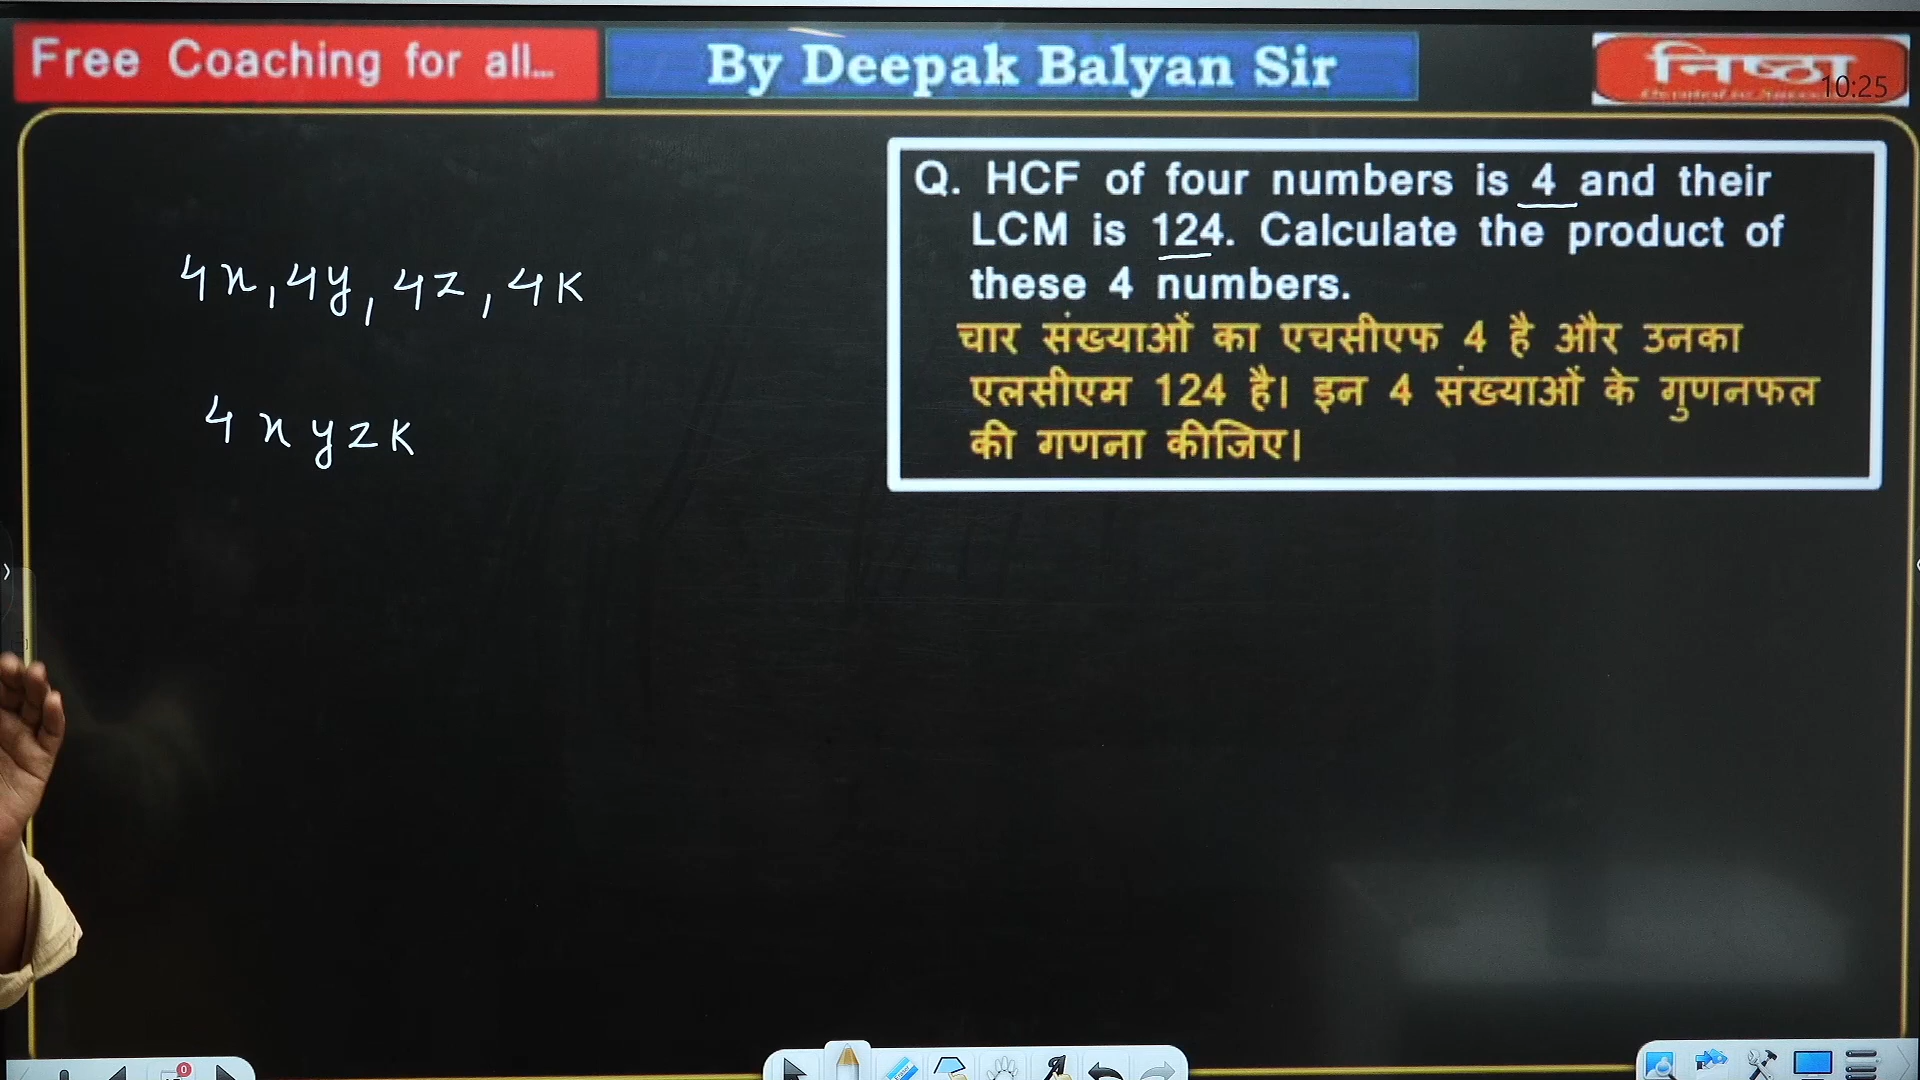 Free Coaching for all...
By Deepak Balyan Sir
निष्ठा
10:25
Q. HCF of four numbers is 4 and their
LCM is 124. Calculate the product of
these 4 numbers.
चार संख्याओं का एचसीएफ 4 है और उनका
एलसीएम 124 है। इन 4 संख्याओं के गुणनफल
की गणना कीजिए।
4x, 4y, 4z, 4k
4 x y z k
0